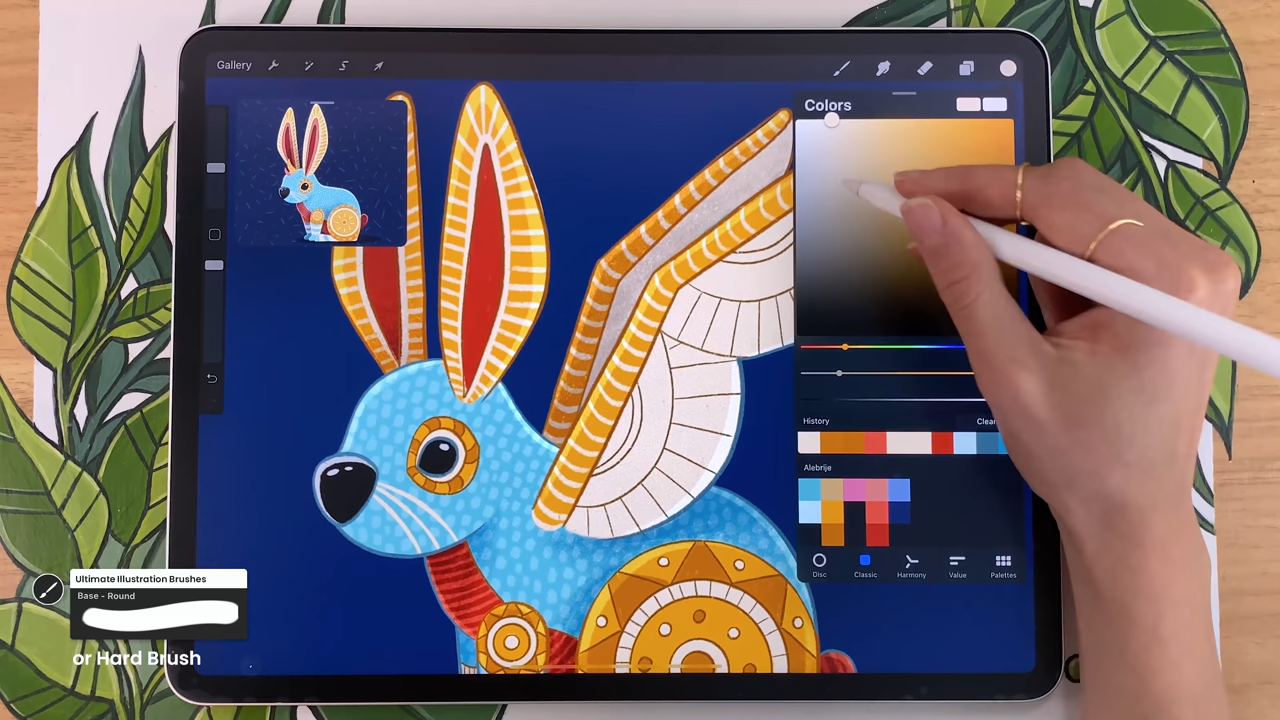 Gallery
Colors
History
Clear
Alebrije
Disc
Classic
Harmony
Value
Palettes
Ultimate Illustration Brushes
Base - Round
or Hard Brush